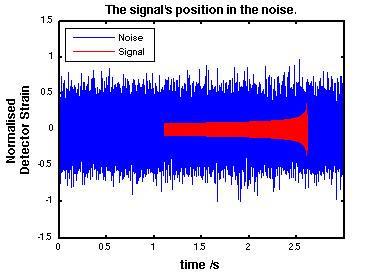 The signal's position in the noise.
1.5
Noise
Signal
1
0.5
0
-0.5
-1
-1.5
Normalised
Detector Strain
0 0.5 1 1.5 2 2.5
time /s